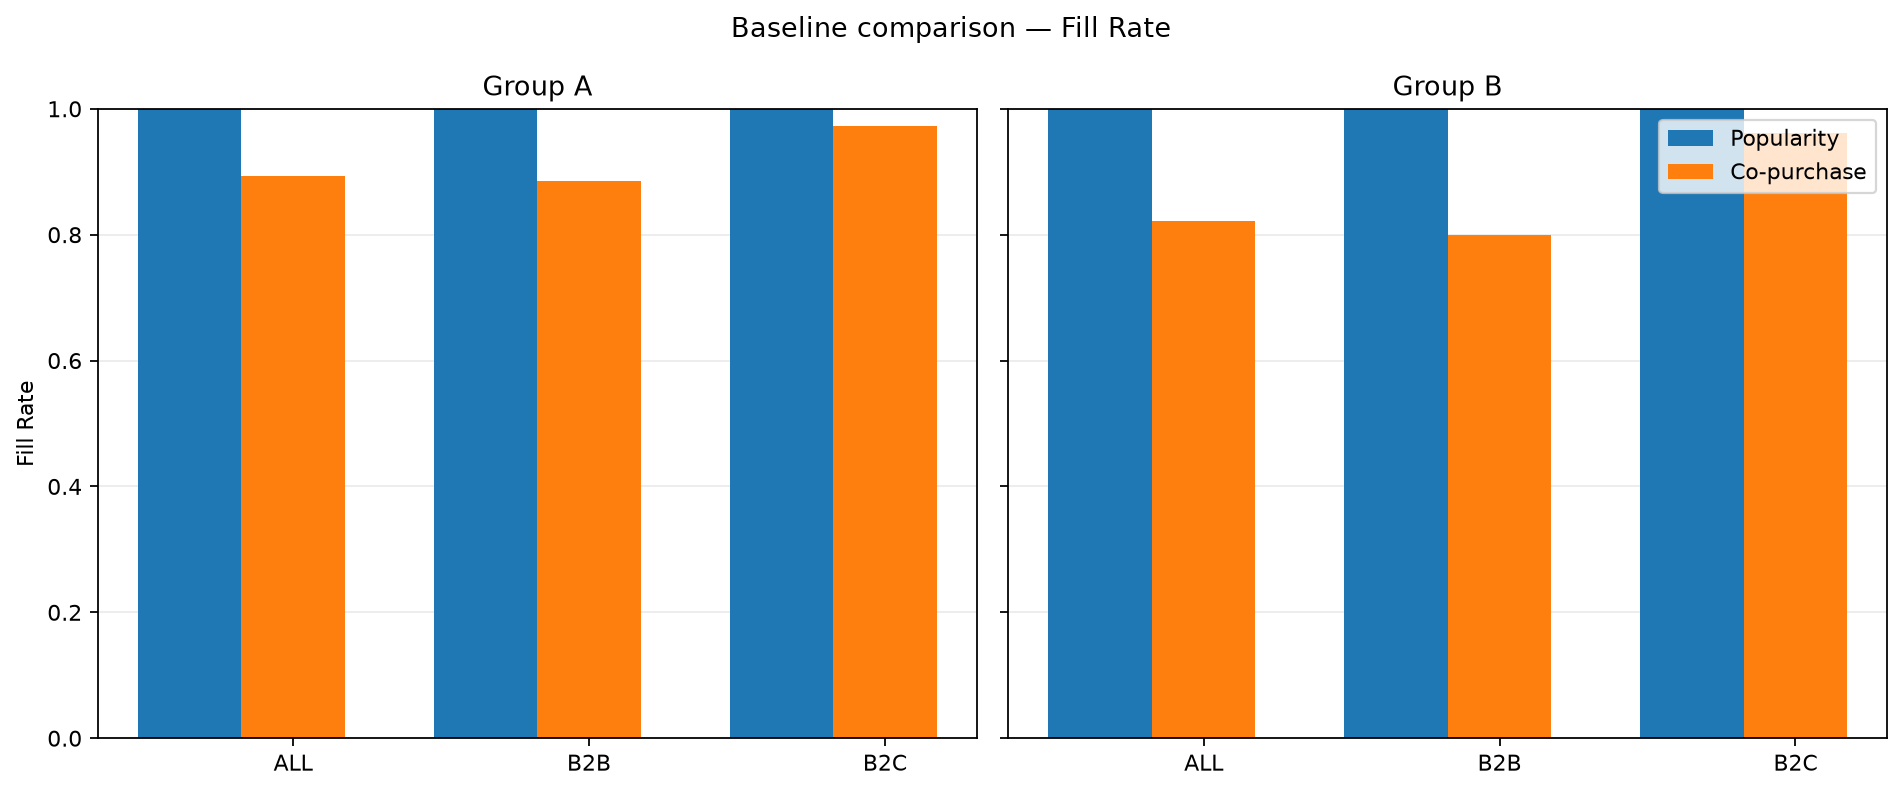 Baseline comparison — Fill Rate
Group A
Group B
Fill Rate
1.0
0.8
0.6
0.4
0.2
0.0
ALL
B2B
B2C
Popularity
Co-purchase
ALL
B2B
B2C